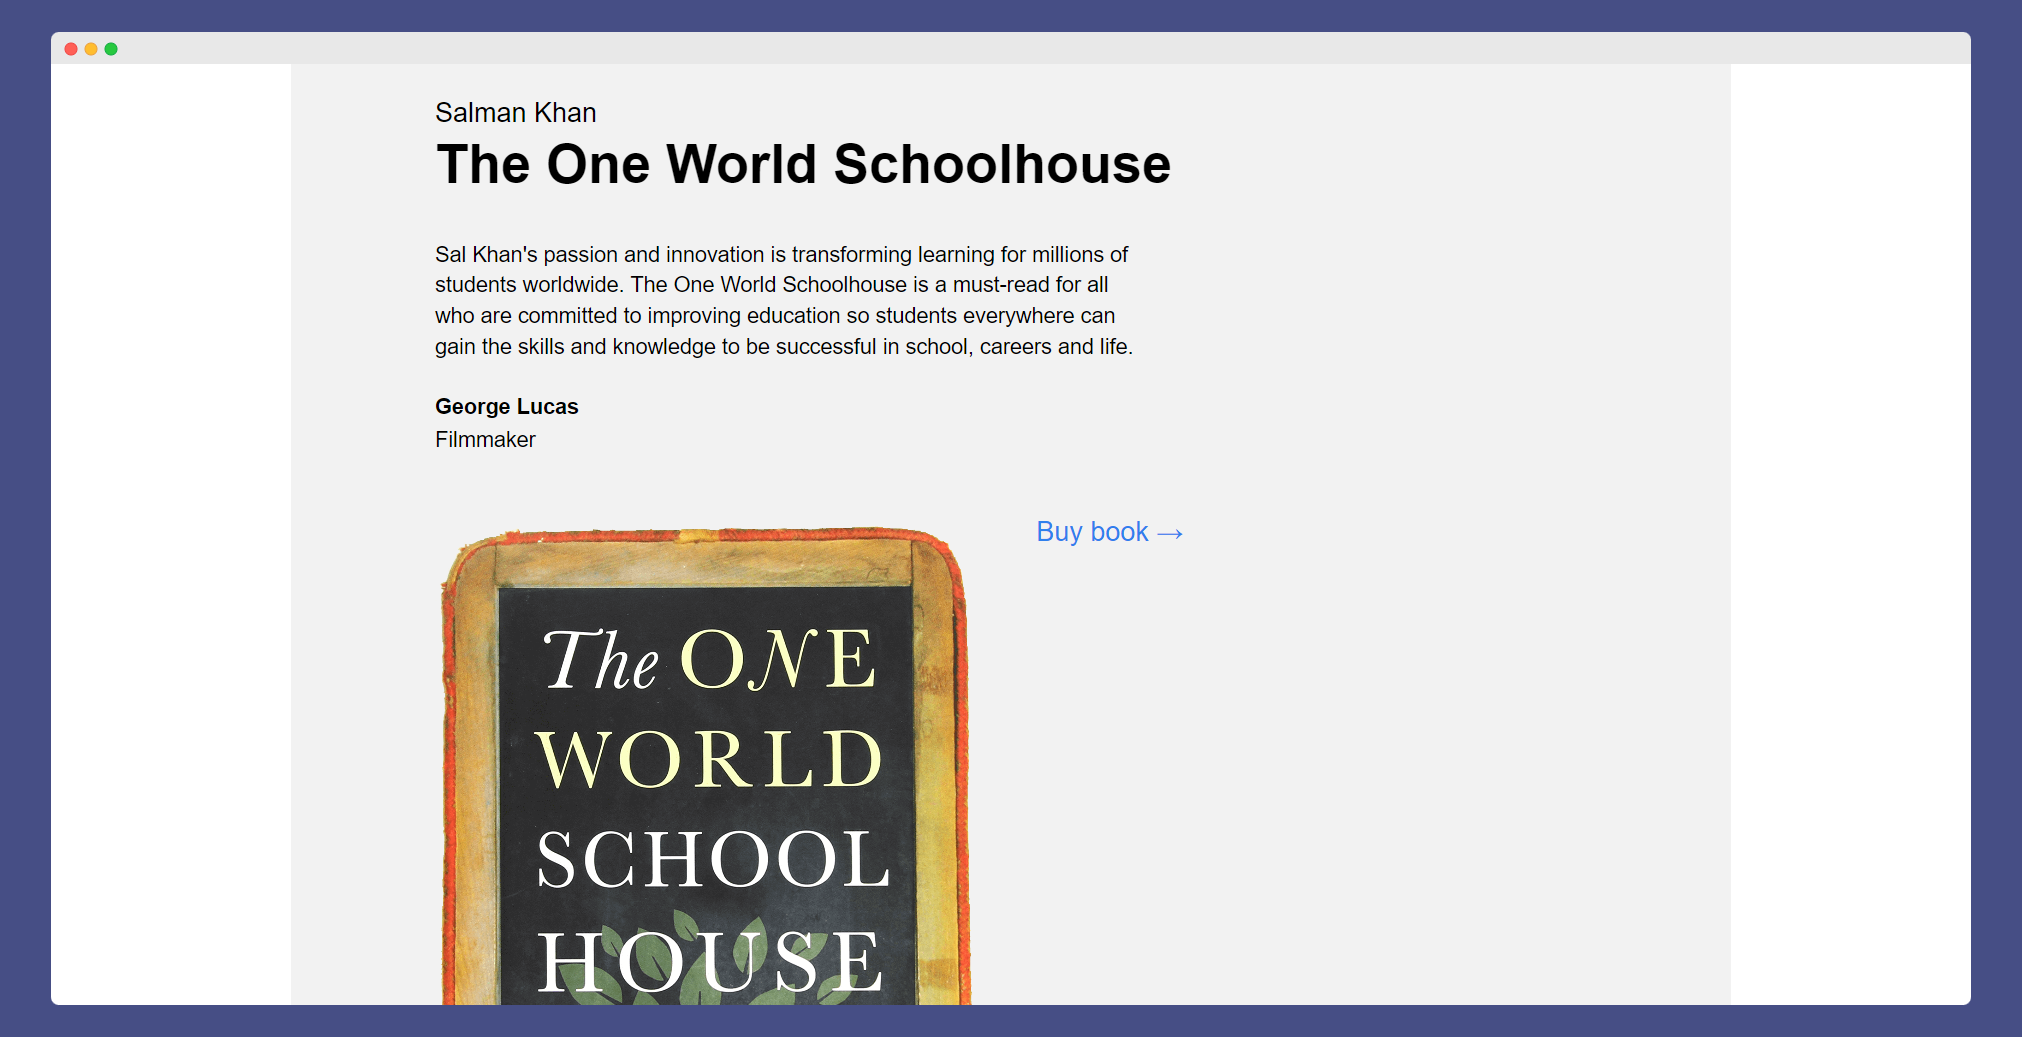 Salman Khan
The One World Schoolhouse
Sal Khan's passion and innovation is transforming learning for millions of
students worldwide. The One World Schoolhouse is a must-read for all
who are committed to improving education so students everywhere can
gain the skills and knowledge to be successful in school, careers and life.
George Lucas
Filmmaker
Buy book →
The ONE
WORLD
SCHOOL
HOUSE